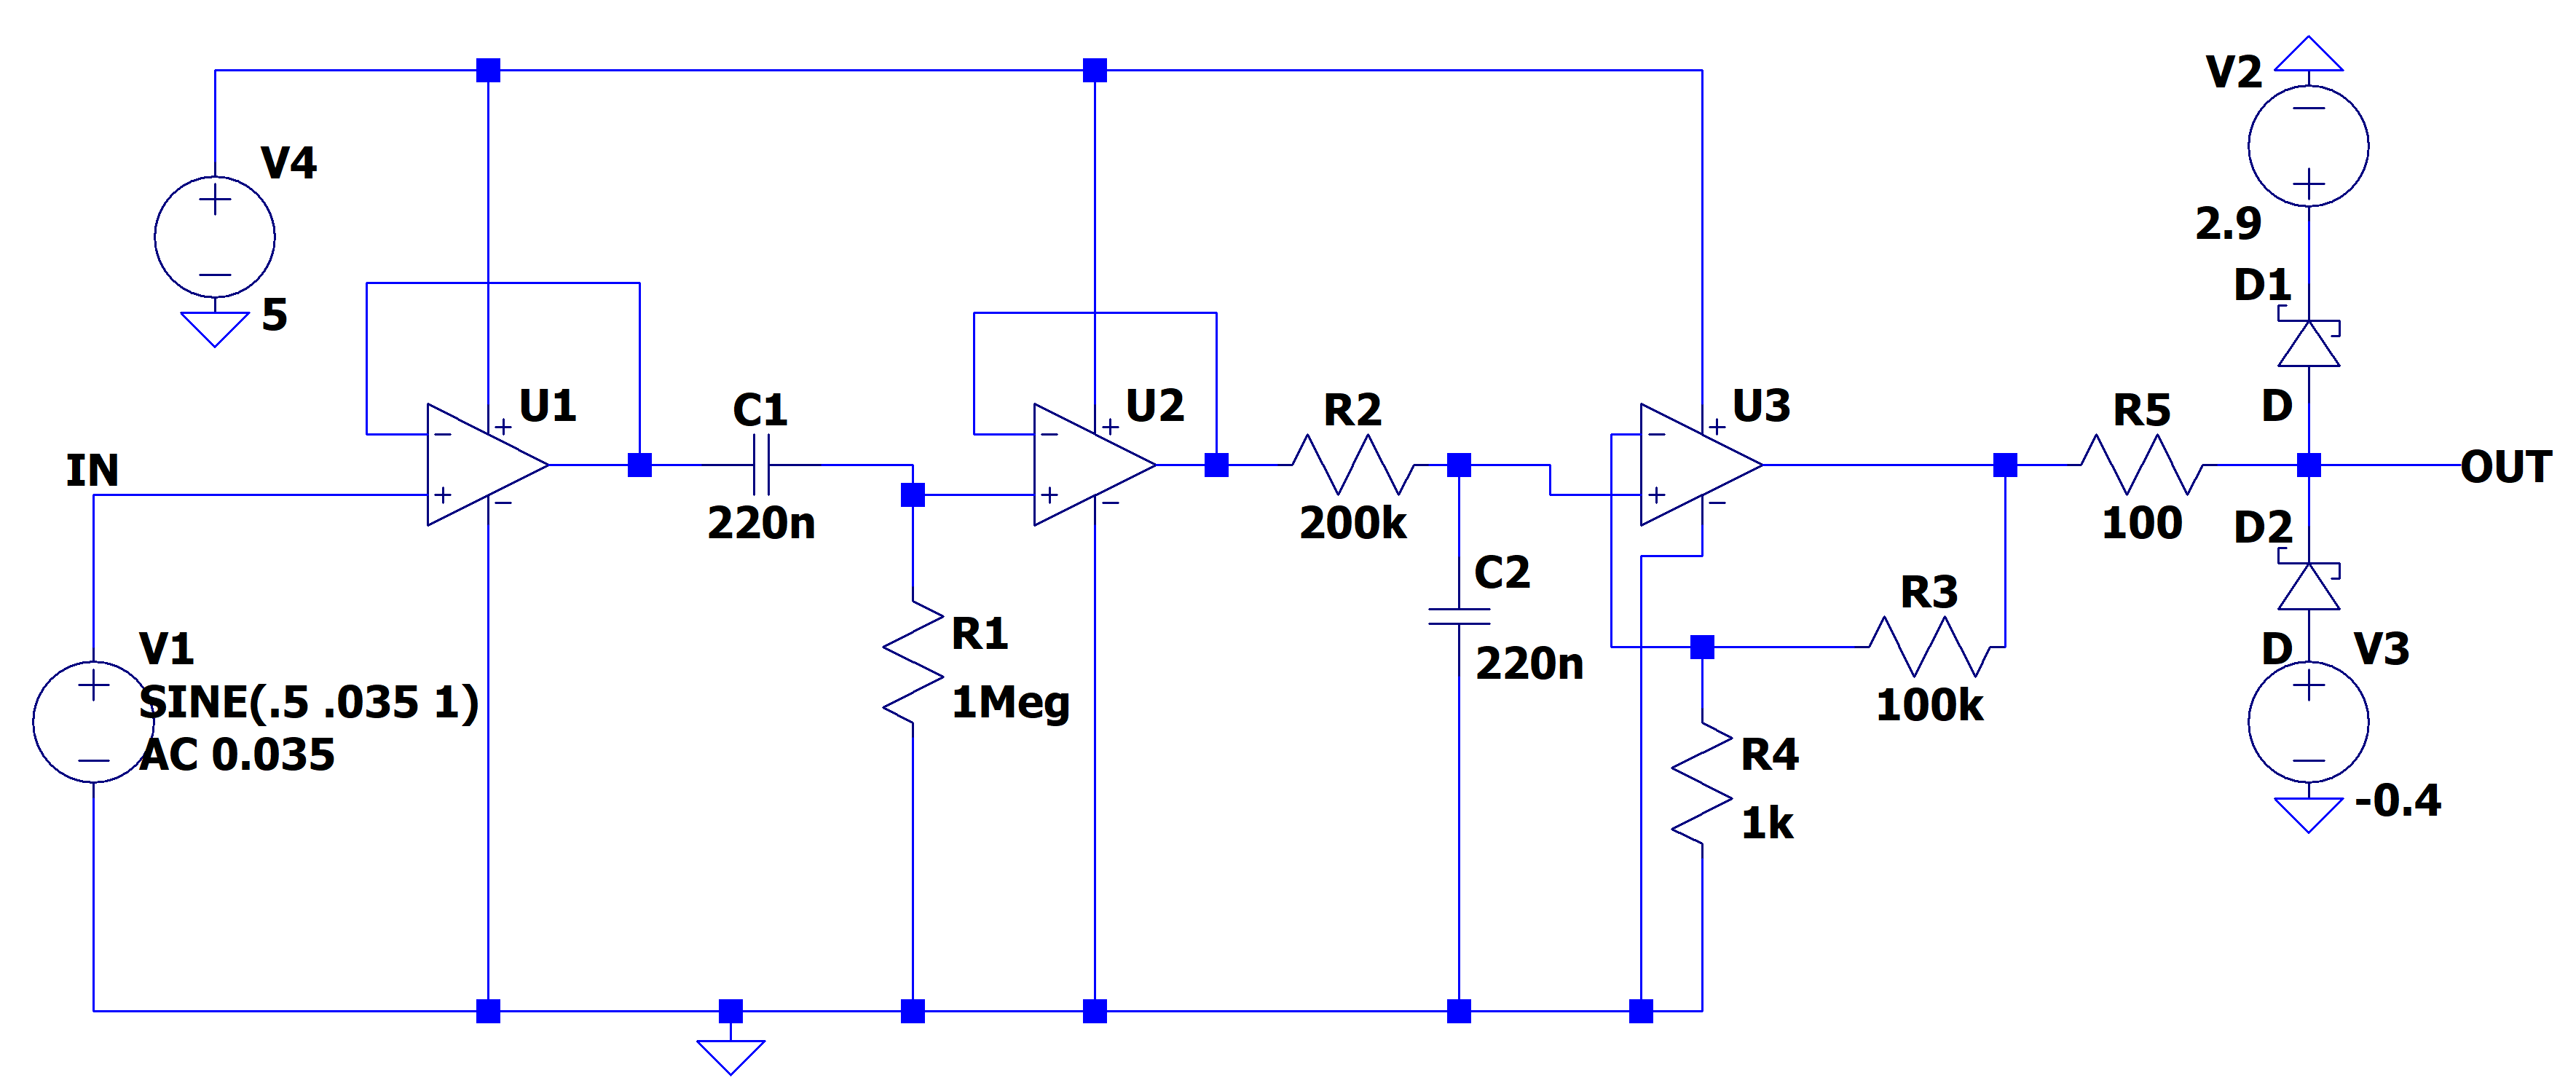 V2
V4
2.9
5
D1
U1
C1
U2
R2
U3
R5
D
IN
OUT
220n
200k
100
D2
C2
R3
V1
R1
220n
D
V3
SINE(.5 .035 1)
1Meg
100k
AC 0.035
R4
-0.4
1k